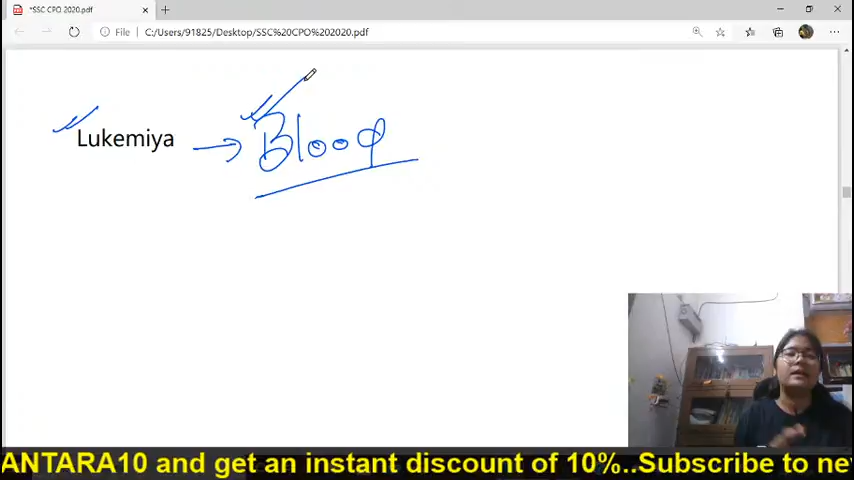 *SSC CPO 2020.pdf
File C:/Users/91825/Desktop/SSC%20CPO%202020.pdf
Lukemiya → Blood
ANTARA10 and get an instant discount of 10%..Subscribe to ne